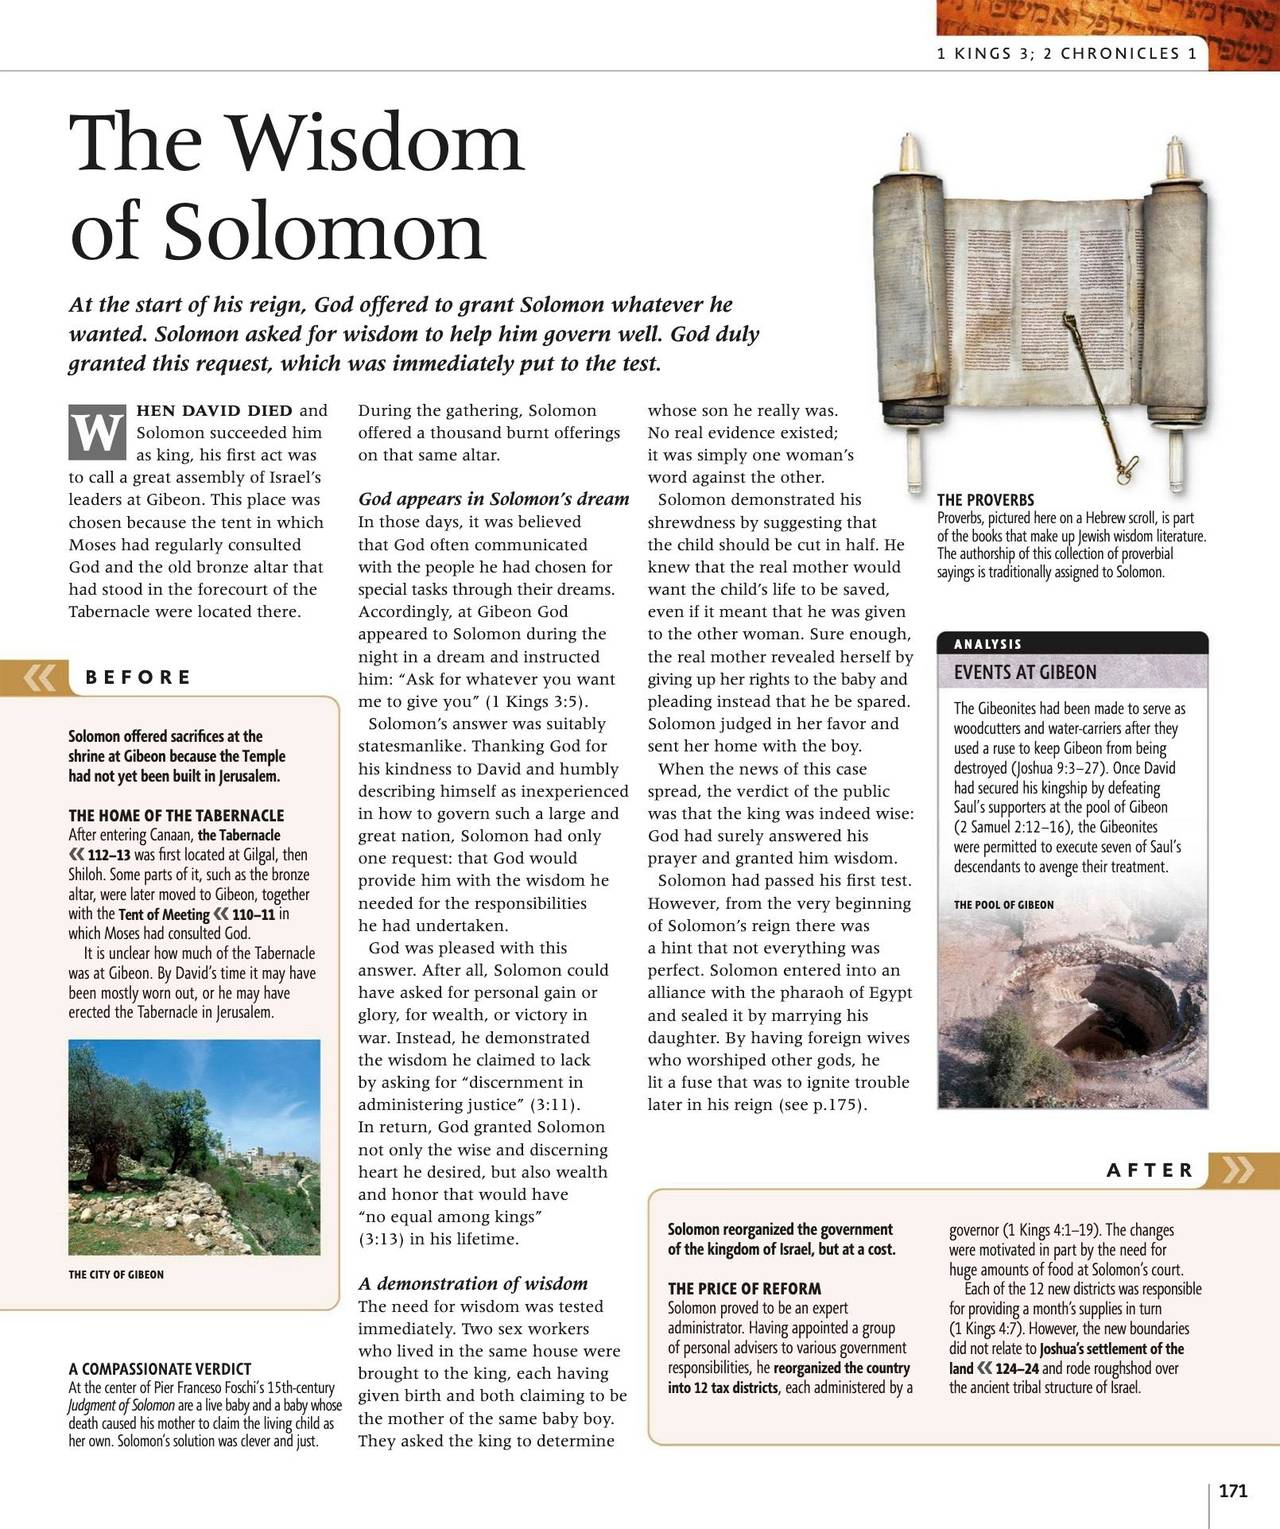 1 KINGS 3; 2 CHRONICLES 1
The Wisdom
of Solomon
At the start of his reign, God offered to grant Solomon whatever he
wanted. Solomon asked for wisdom to help him govern well. God duly
granted this request, which was immediately put to the test.
WHEN DAVID DIED and
Solomon succeeded him
as king, his first act was
to call a great assembly of Israel’s
leaders at Gibeon. This place was
chosen because the tent in which
Moses had regularly consulted
God and the old bronze altar that
had stood in the forecourt of the
Tabernacle were located there.
« BEFORE
Solomon offered sacrifices at the
shrine at Gibeon because the Temple
had not yet been built in Jerusalem.
THE HOME OF THE TABERNACLE
After entering Canaan, the Tabernacle
« 112–13 was first located at Gilgal, then
Shiloh. Some parts of it, such as the bronze
altar, were later moved to Gibeon, together
with the Tent of Meeting « 110–11 in
which Moses had consulted God.
It is unclear how much of the Tabernacle
was at Gibeon. By David’s time it may have
been mostly worn out, or he may have
erected the Tabernacle in Jerusalem.
THE CITY OF GIBEON
A COMPASSIONATE VERDICT
At the center of Pier Franceso Foschi’s 15th-century
Judgment of Solomon are a live baby and a baby whose
death caused his mother to claim the living child as
her own. Solomon’s solution was clever and just.
During the gathering, Solomon
offered a thousand burnt offerings
on that same altar.
God appears in Solomon’s dream
In those days, it was believed
that God often communicated
with the people he had chosen for
special tasks through their dreams.
Accordingly, at Gibeon God
appeared to Solomon during the
night in a dream and instructed
him: “Ask for whatever you want
me to give you” (1 Kings 3:5).
Solomon’s answer was suitably
statesmanlike. Thanking God for
his kindness to David and humbly
describing himself as inexperienced
in how to govern such a large and
great nation, Solomon had only
one request: that God would
provide him with the wisdom he
needed for the responsibilities
he had undertaken.
God was pleased with this
answer. After all, Solomon could
have asked for personal gain or
glory, for wealth, or victory in
war. Instead, he demonstrated
the wisdom he claimed to lack
by asking for “discernment in
administering justice” (3:11).
In return, God granted Solomon
not only the wise and discerning
heart he desired, but also wealth
and honor that would have
“no equal among kings”
(3:13) in his lifetime.
A demonstration of wisdom
The need for wisdom was tested
immediately. Two sex workers
who lived in the same house were
brought to the king, each having
given birth and both claiming to be
the mother of the same baby boy.
They asked the king to determine
whose son he really was.
No real evidence existed;
it was simply one woman’s
word against the other.
Solomon demonstrated his
shrewdness by suggesting that
the child should be cut in half. He
knew that the real mother would
want the child’s life to be saved,
even if it meant that he was given
to the other woman. Sure enough,
the real mother revealed herself by
giving up her rights to the baby and
pleading instead that he be spared.
Solomon judged in her favor and
sent her home with the boy.
When the news of this case
spread, the verdict of the public
was that the king was indeed wise:
God had surely answered his
prayer and granted him wisdom.
Solomon had passed his first test.
However, from the very beginning
of Solomon’s reign there was
a hint that not everything was
perfect. Solomon entered into an
alliance with the pharaoh of Egypt
and sealed it by marrying his
daughter. By having foreign wives
who worshiped other gods, he
lit a fuse that was to ignite trouble
later in his reign (see p.175).
THE PROVERBS
Proverbs, pictured here on a Hebrew scroll, is part
of the books that make up Jewish wisdom literature.
The authorship of this collection of proverbial
sayings is traditionally assigned to Solomon.
ANALYSIS
EVENTS AT GIBEON
The Gibeonites had been made to serve as
woodcutters and water-carriers after they
used a ruse to keep Gibeon from being
destroyed (Joshua 9:3–27). Once David
had secured his kingship by defeating
Saul’s supporters at the pool of Gibeon
(2 Samuel 2:12–16), the Gibeonites
were permitted to execute seven of Saul’s
descendants to avenge their treatment.
THE POOL OF GIBEON
AFTER »
Solomon reorganized the government
of the kingdom of Israel, but at a cost.
THE PRICE OF REFORM
Solomon proved to be an expert
administrator. Having appointed a group
of personal advisers to various government
responsibilities, he reorganized the country
into 12 tax districts, each administered by a
governor (1 Kings 4:1–19). The changes
were motivated in part by the need for
huge amounts of food at Solomon’s court.
Each of the 12 new districts was responsible
for providing a month’s supplies in turn
(1 Kings 4:7). However, the new boundaries
did not relate to Joshua’s settlement of the
land « 124–24 and rode roughshod over
the ancient tribal structure of Israel.
171